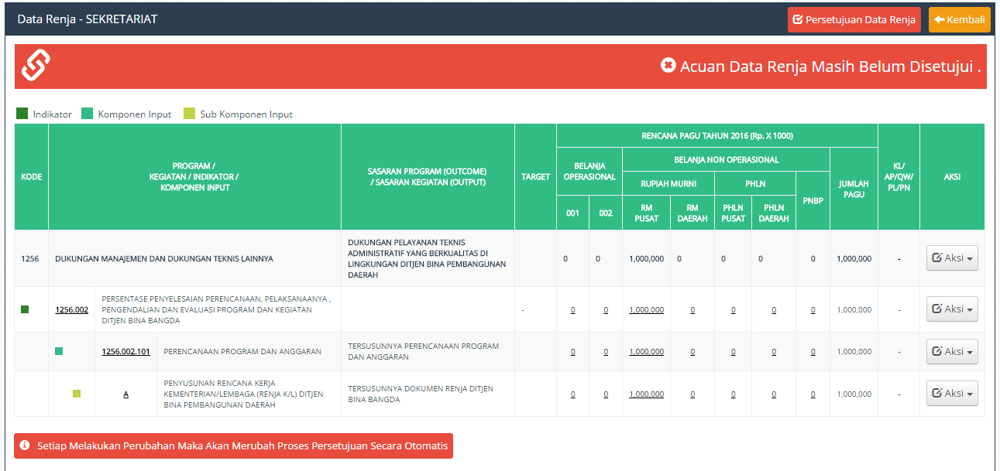 Data Renja - SEKRETARIAT
Persetujuan Data Renja
Kembali
Acuan Data Renja Masih Belum Disetujui .
Indikator
Komponen Input
Sub Komponen Input
KODE
PROGRAM /
KEGIATAN / INDIKATOR /
KOMPONEN INPUT
SASARAN PROGRAM (OUTCOME)
/ SASARAN KEGIATAN (OUTPUT)
TARGET
RENCANA PAGU TAHUN 2016 (Rp. X 1000)
BELANJA
OPERASIONAL
BELANJA NON OPERASIONAL
RUPIAH MURNI
PHLN
PNBP
JUMLAH
PAGU
KL/
AP/QW/
PL/PN
AKSI
001
002
RM
PUSAT
RM
DAERAH
PHLN
PUSAT
PHLN
DAERAH
1256
DUKUNGAN MANAJEMEN DAN DUKUNGAN TEKNIS LAINNYA
DUKUNGAN PELAYANAN TEKNIS
ADMINISTRATIF YANG BERKUALITAS DI
LINGKUNGAN DITJEN BINA PEMBANGUNAN
DAERAH
0 0 1,000,000 0 0 0 0 1,000,000 - Aksi
1256.002
PERSENTASE PENYELESAIAN PERENCANAAN, PELAKSANAANYA ,
PENGENDALIAN DAN EVALUASI PROGRAM DAN KEGIATAN
DITJEN BINA BANGDA
- 0 0 1,000,000 0 0 0 0 1,000,000 - Aksi
1256.002.101
PERENCANAAN PROGRAM DAN ANGGARAN
TERSUSUNNYA PERENCANAAN PROGRAM
DAN ANGGARAN
0 0 1,000,000 0 0 0 0 1,000,000 - Aksi
A
PENYUSUNAN RENCANA KERJA
KEMENTERIAN/LEMBAGA (RENJA K/L) DITJEN
BINA PEMBANGUNAN DAERAH
TERSUSUNNYA DOKUMEN RENJA DITJEN
BINA BANGDA
0 0 1,000,000 0 0 0 0 1,000,000 - Aksi
Setiap Melakukan Perubahan Maka Akan Merubah Proses Persetujuan Secara Otomatis